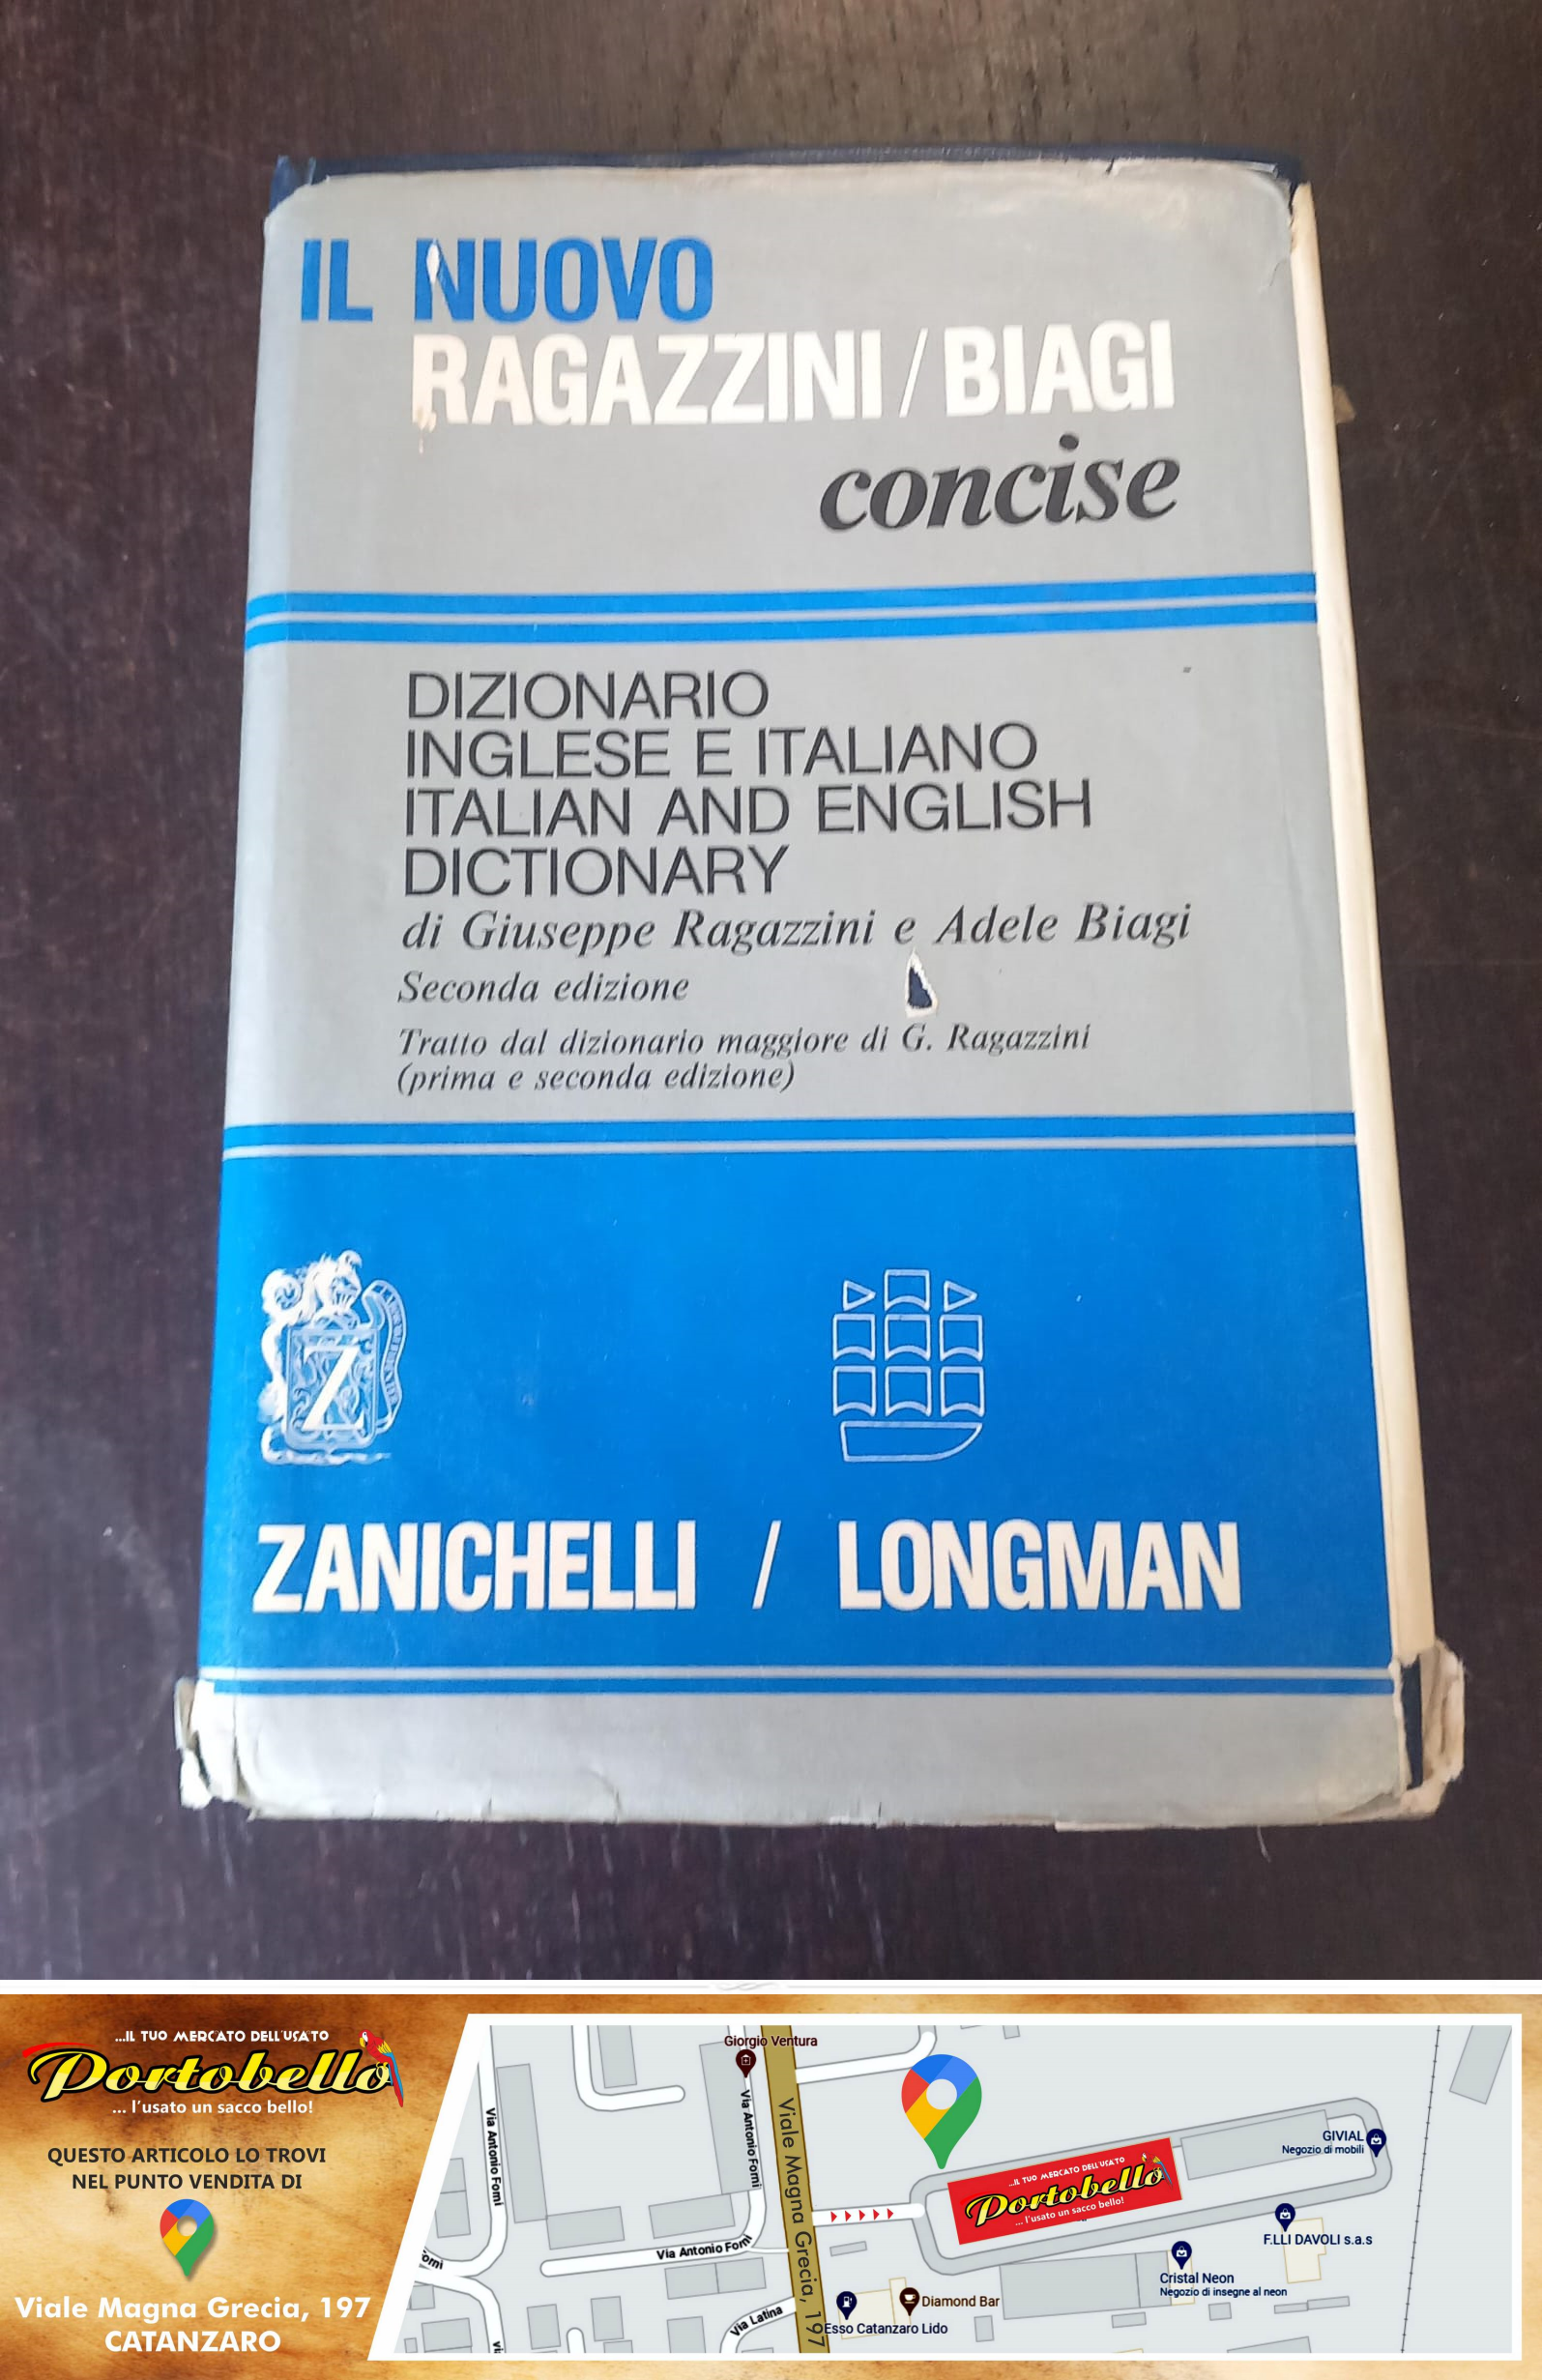 IL NUOVO
RAGAZZINI / BIAGI
concise
DIZIONARIO
INGLESE E ITALIANO
ITALIAN AND ENGLISH
DICTIONARY
di Giuseppe Ragazzini e Adele Biagi
Seconda edizione
Tratto dal dizionario maggiore di G. Ragazzini
(prima e seconda edizione)
Z
ZANICHELLI / LONGMAN
...IL TUO MERCATO DELL'USATO
Portobello
... l'usato un sacco bello!
QUESTO ARTICOLO LO TROVI
NEL PUNTO VENDITA DI
Viale Magna Grecia, 197
CATANZARO
Giorgio Ventura
Via Antonio Forni
Via Antonio Forni
Viale Magna Grecia, 197
GIVIAL
Negozio di mobili
...IL TUO MERCATO DELL'USATO
Portobello
... l'usato un sacco bello!
F.LLI DAVOLI s.a.s
Via Antonio Forni
Cristal Neon
Negozio di insegne al neon
Diamond Bar
Esso Catanzaro Lido
Via Latina